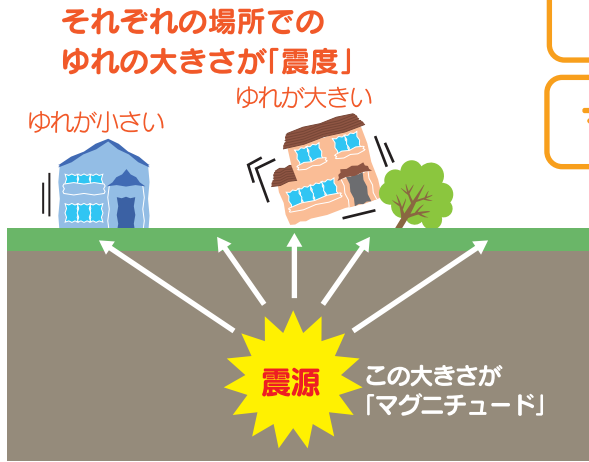 それぞれの場所での
ゆれの大きさが「震度」
ゆれが大きい
ゆれが小さい
震源
この大きさが
「マグニチュード」